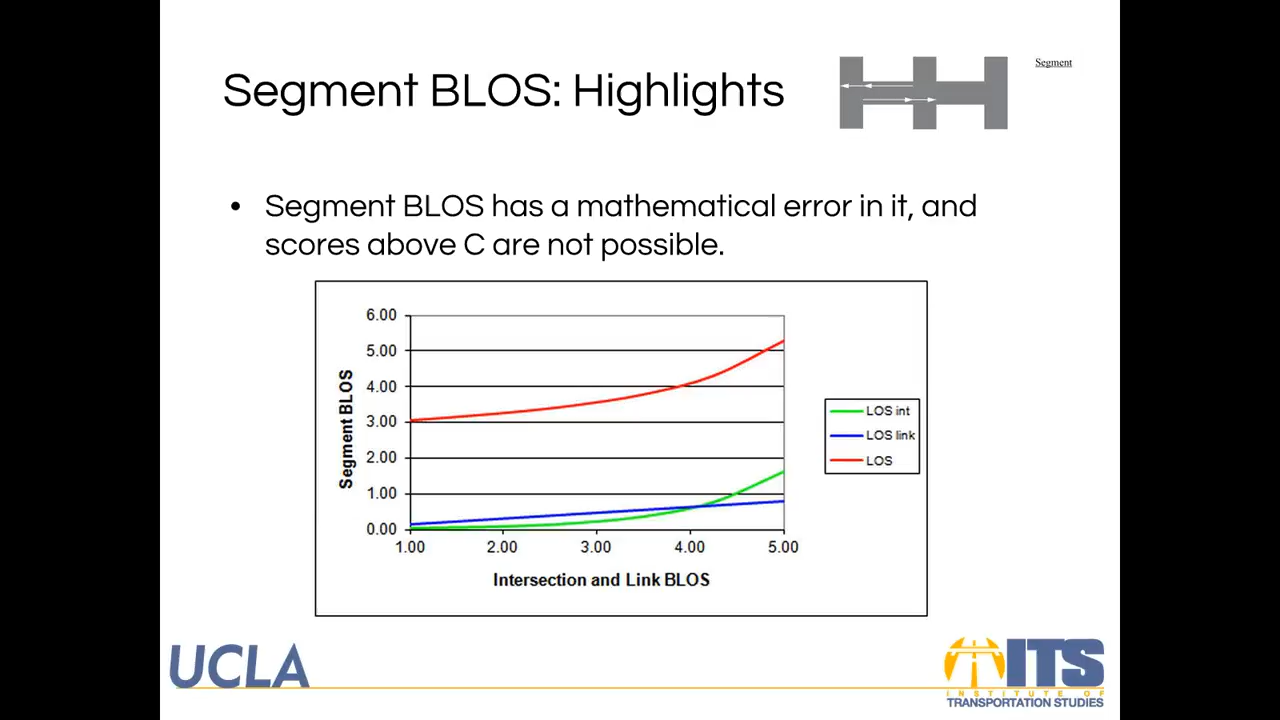 Segment BLOS: Highlights
Segment
• Segment BLOS has a mathematical error in it, and
scores above C are not possible.
6.00
5.00
4.00
3.00
2.00
1.00
0.00
Segment BLOS
1.00 2.00 3.00 4.00 5.00
Intersection and Link BLOS
LOS int
LOS link
LOS
UCLA
ITS
INSTITUTE OF
TRANSPORTATION STUDIES